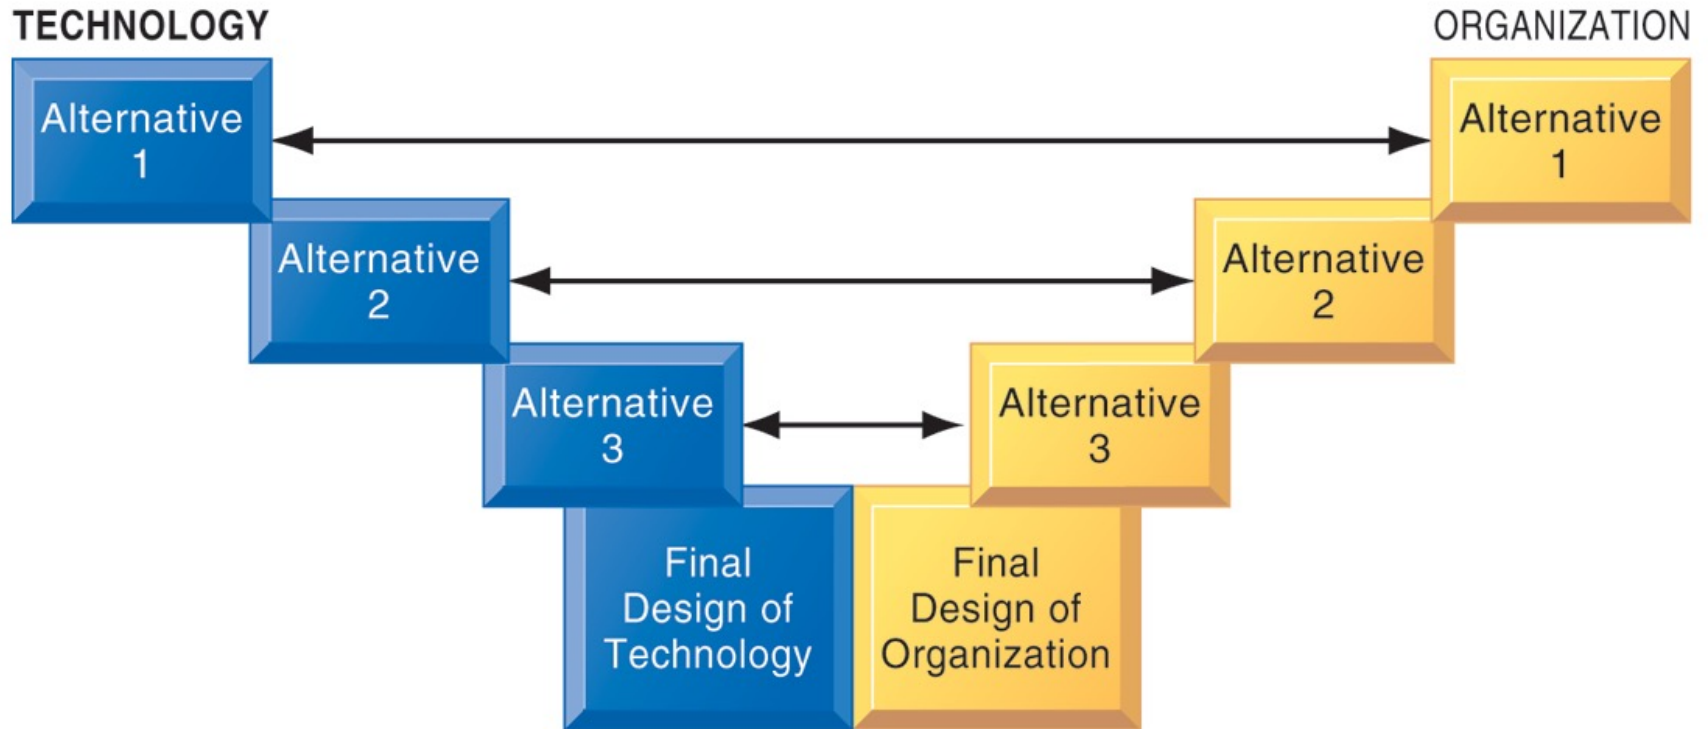 TECHNOLOGY
ORGANIZATION
Alternative
1
Alternative
1
Alternative
2
Alternative
2
Alternative
3
Alternative
3
Final
Design of
Technology
Final
Design of
Organization